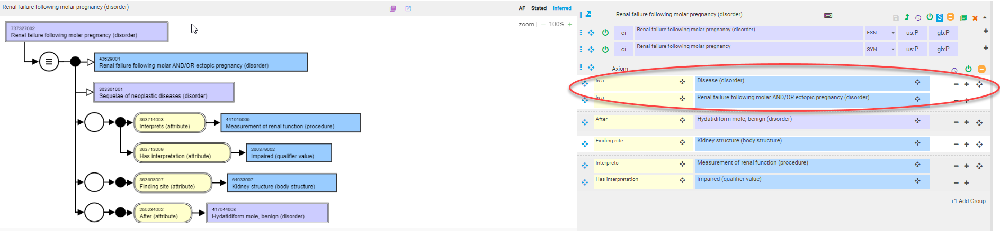 Renal failure following molar pregnancy (disorder)
AF Stated Inferred
zoom | − 100% +
737327002
Renal failure following molar pregnancy (disorder)
43629001
Renal failure following molar AND/OR ectopic pregnancy (disorder)
363301001
Sequelae of neoplastic diseases (disorder)
363714003
Interprets (attribute)
441915005
Measurement of renal function (procedure)
363713009
Has interpretation (attribute)
260379002
Impaired (qualifier value)
363698007
Finding site (attribute)
64033007
Kidney structure (body structure)
255234002
After (attribute)
417044008
Hydatidiform mole, benign (disorder)
Renal failure following molar pregnancy (disorder)
S
ci Renal failure following molar pregnancy (disorder) FSN us:P gb:P
ci Renal failure following molar pregnancy SYN us:P gb:P
Axiom
Is a Disease (disorder)
Is a Renal failure following molar AND/OR ectopic pregnancy (disorder)
After Hydatidiform mole, benign (disorder)
Finding site Kidney structure (body structure)
Interprets Measurement of renal function (procedure)
Has interpretation Impaired (qualifier value)
+1 Add Group